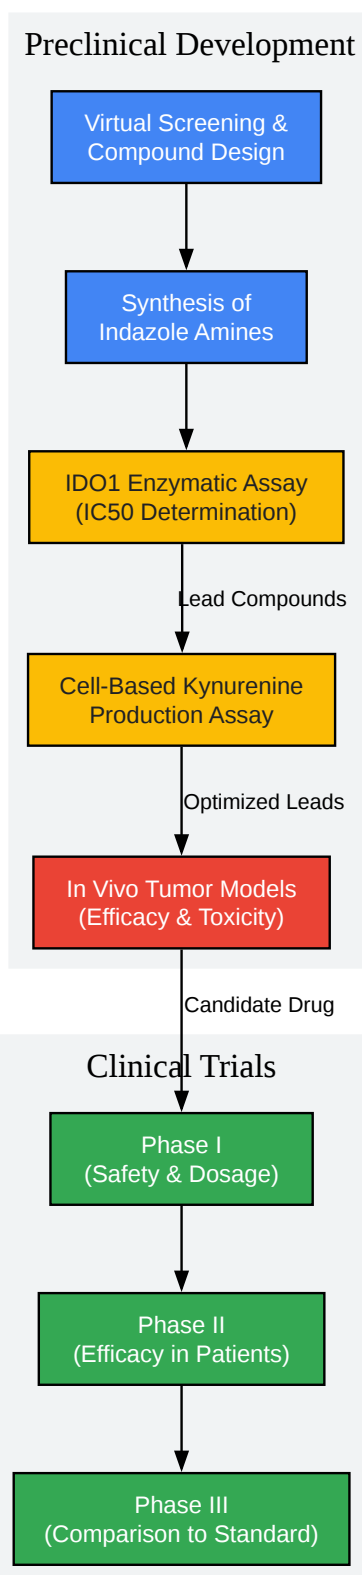 Preclinical Development
Virtual Screening &
Compound Design
Synthesis of
Indazole Amines
IDO1 Enzymatic Assay
(IC50 Determination)
Lead Compounds
Cell-Based Kynurenine
Production Assay
Optimized Leads
In Vivo Tumor Models
(Efficacy & Toxicity)
Candidate Drug
Clinical Trials
Phase I
(Safety & Dosage)
Phase II
(Efficacy in Patients)
Phase III
(Comparison to Standard)